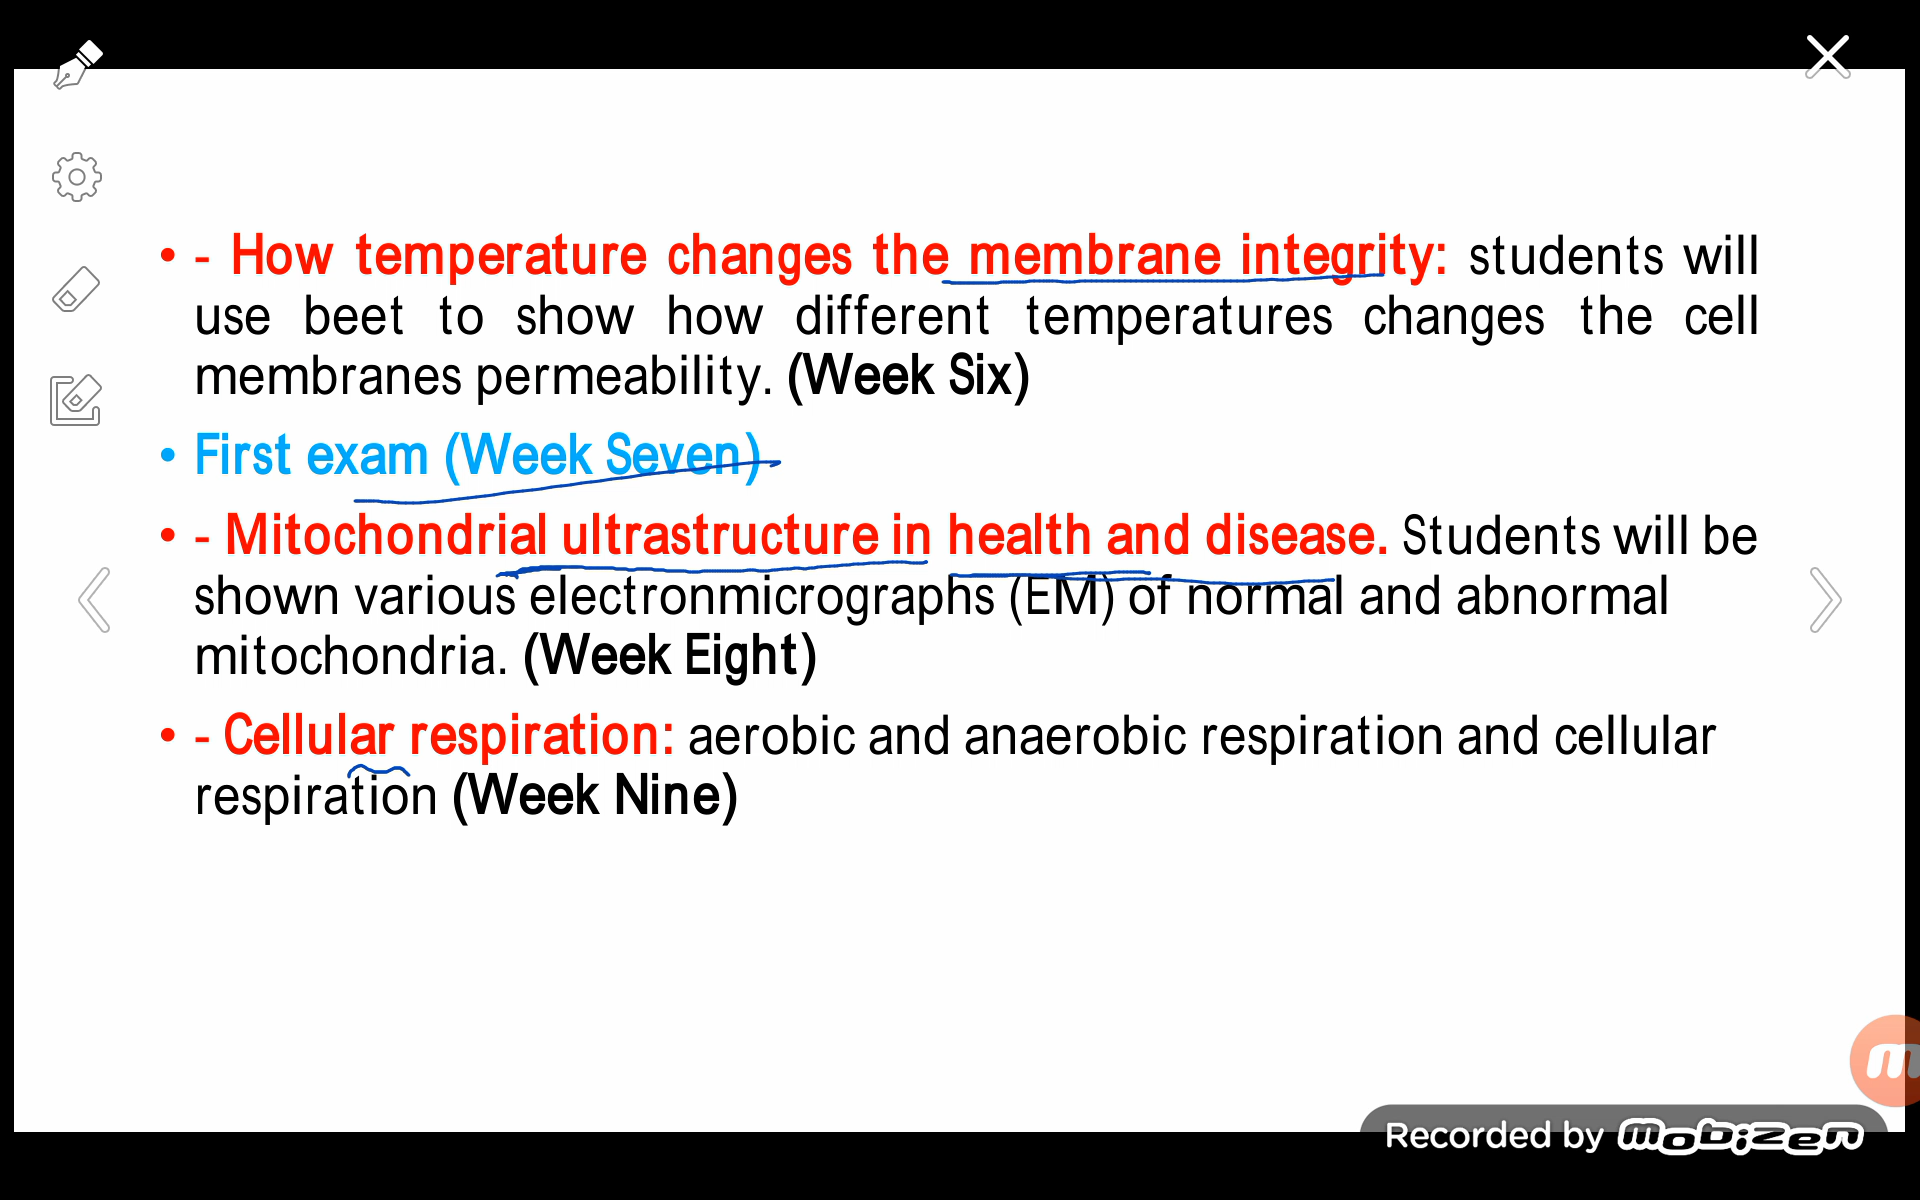 • - How temperature changes the membrane integrity: students will
use beet to show how different temperatures changes the cell
membranes permeability. (Week Six)
• First exam (Week Seven)
• - Mitochondrial ultrastructure in health and disease. Students will be
shown various electronmicrographs (EM) of normal and abnormal
mitochondria. (Week Eight)
• - Cellular respiration: aerobic and anaerobic respiration and cellular
respiration (Week Nine)
m
Recorded by mobizen